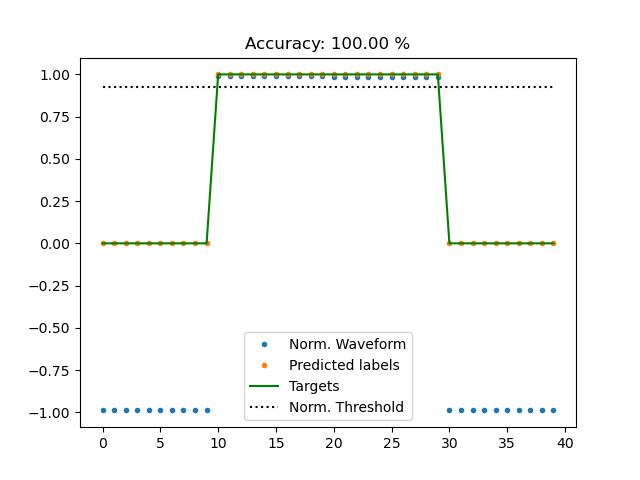 Accuracy: 100.00 %
1.00
0.75
0.50
0.25
0.00
−0.25
−0.50
−0.75
−1.00
Norm. Waveform
Predicted labels
Targets
Norm. Threshold
0 5 10 15 20 25 30 35 40